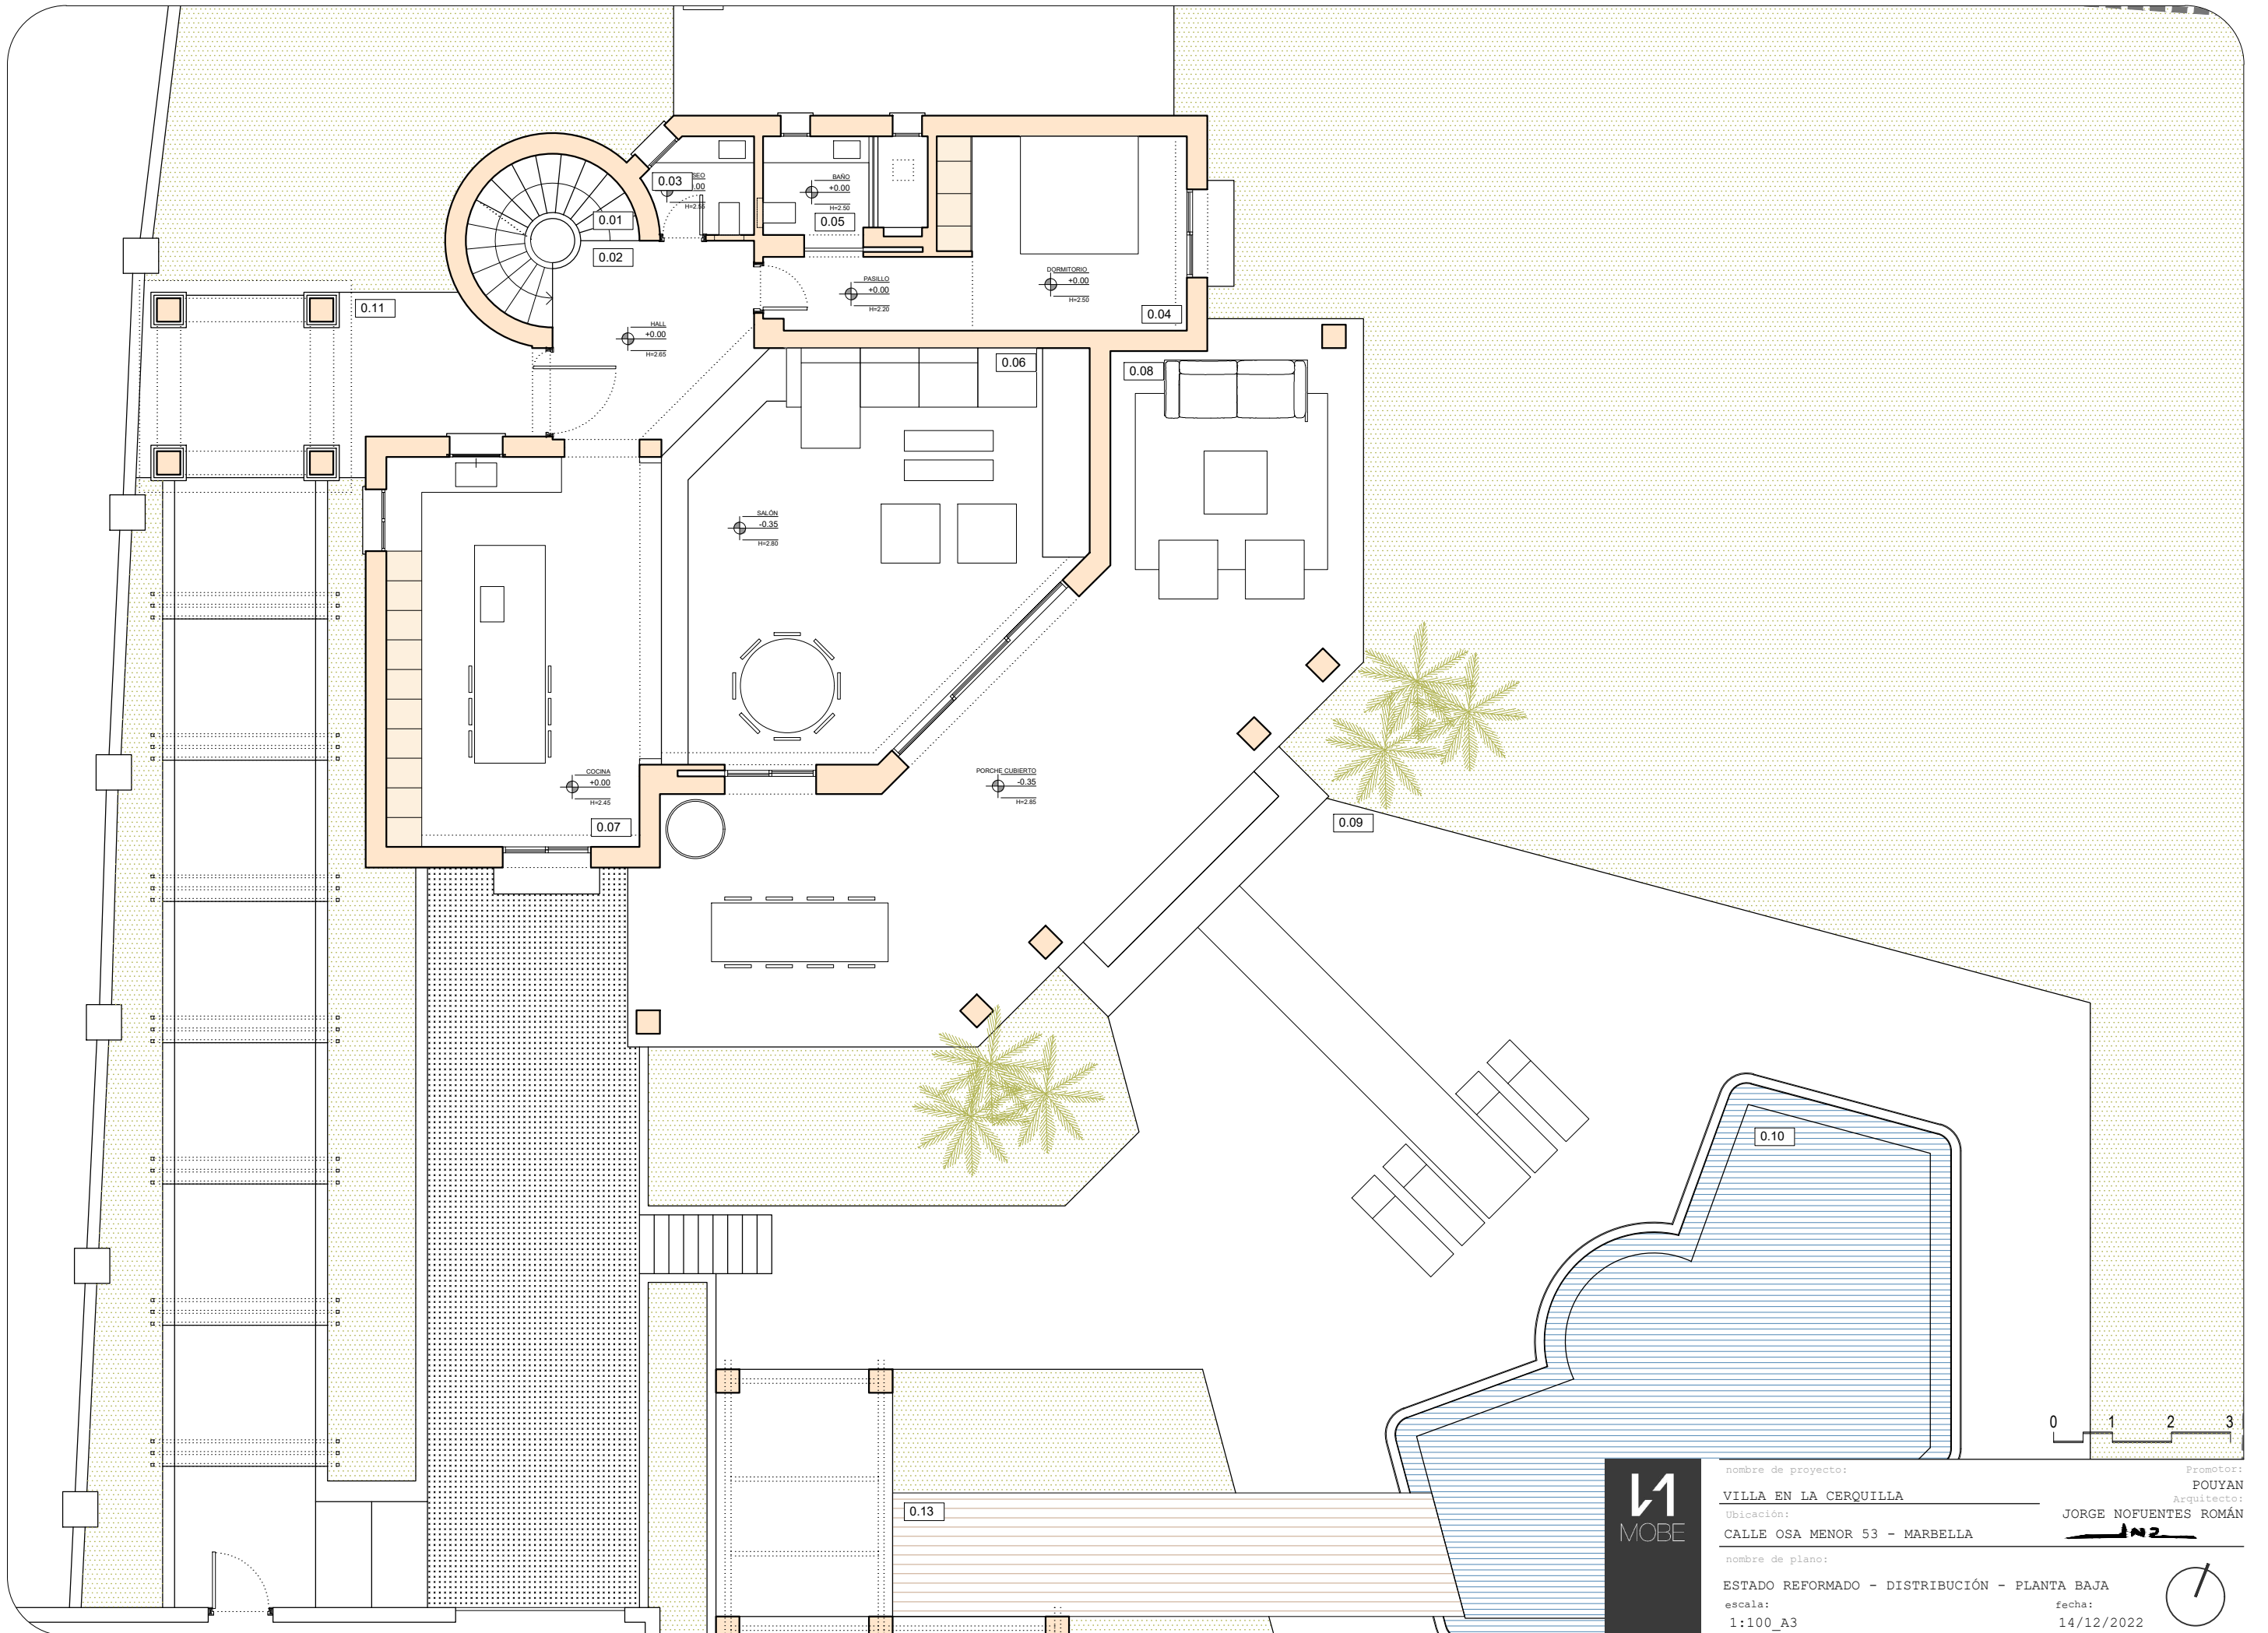 0.03
SEO
.00
H=2.55
BAÑO
+0.00
H=2.50
0.05
0.01
0.02
DORMITORIO
+0.00
H=2.50
PASILLO
+0.00
H=2.20
0.04
0.11
HALL
+0.00
H=2.65
0.06
0.08
SALÓN
-0.35
H=2.80
COCINA
+0.00
H=2.45
PORCHE CUBIERTO
-0.35
H=2.85
0.07
0.09
0.10
0 1 2 3
0.13
MOBE
nombre de proyecto:
VILLA EN LA CERQUILLA
Ubicación:
CALLE OSA MENOR 53 - MARBELLA
Promotor:
POUYAN
Arquitecto:
JORGE NOFUENTES ROMÁN
nombre de plano:
ESTADO REFORMADO - DISTRIBUCIÓN - PLANTA BAJA
escala:
1:100_A3
fecha:
14/12/2022